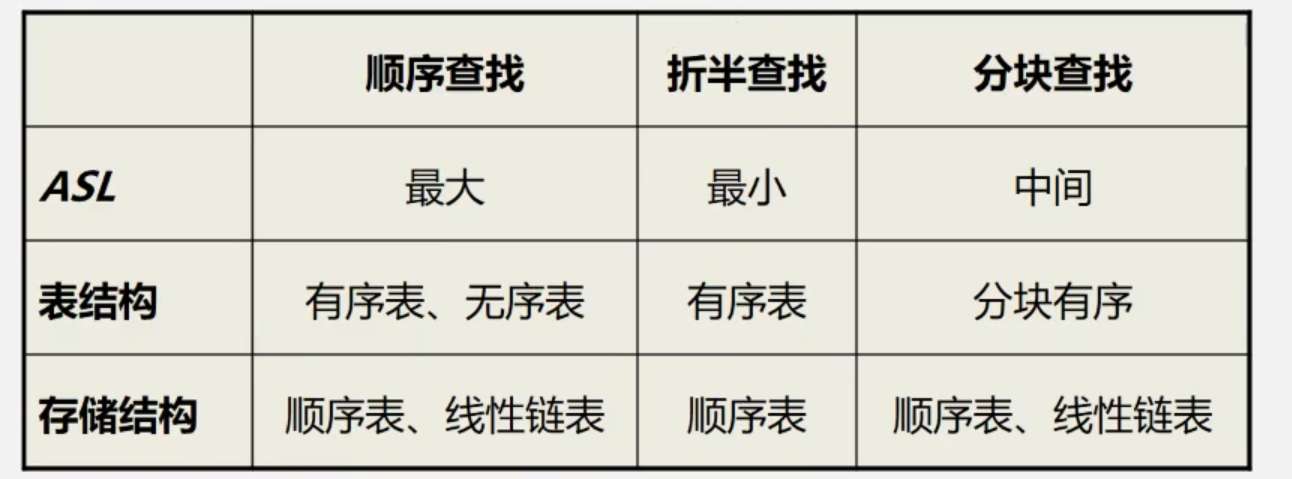 顺序查找 折半查找 分块查找
ASL 最大 最小 中间
表结构 有序表、无序表 有序表 分块有序
存储结构 顺序表、线性链表 顺序表 顺序表、线性链表